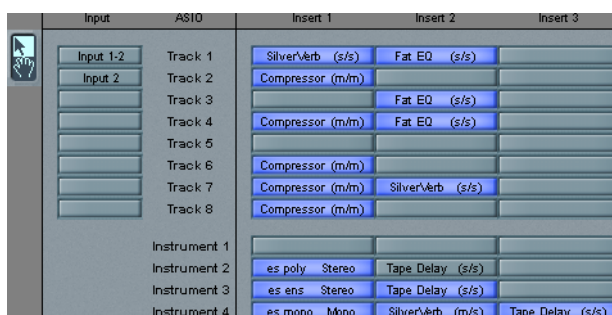 Input ASIO Insert 1 Insert 2 Insert 3
Input 1-2 Track 1 SilverVerb (s/s) Fat EQ (s/s)
Input 2 Track 2 Compressor (m/m)
Track 3 Fat EQ (s/s)
Track 4 Compressor (m/m) Fat EQ (s/s)
Track 5
Track 6 Compressor (m/m)
Track 7 Compressor (m/m) SilverVerb (s/s)
Track 8 Compressor (m/m)
Instrument 1
Instrument 2 es poly Stereo Tape Delay (s/s)
Instrument 3 es ens Stereo Tape Delay (s/s)
Instrument 4 es mono Mono SilverVerb (m/s) Tape Delay (s/s)